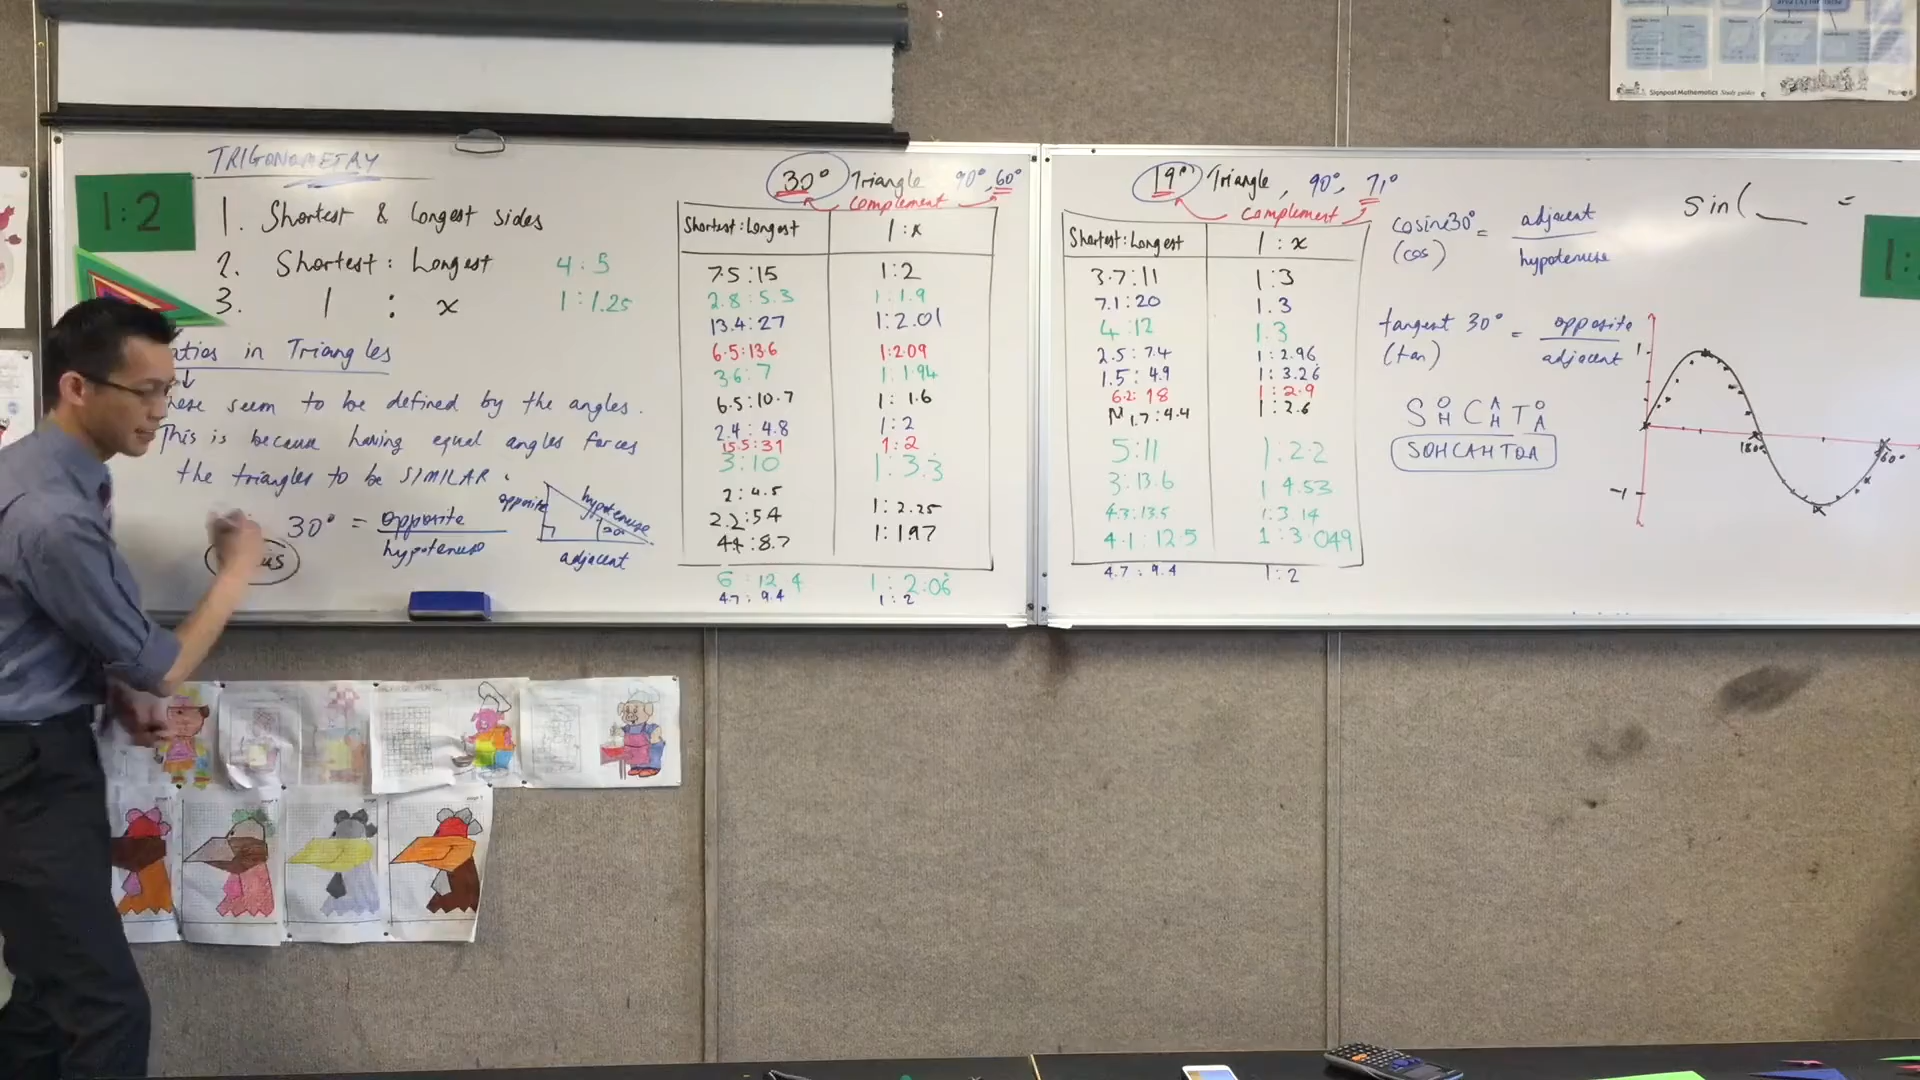 TRIGONOMETRY
1:2
1. Shortest & Longest sides
2. Shortest : Longest 4 : 5
3. 1 : x 1 : 1.25
in Triangles
seem to be defined by the angles.
This is because having equal angles forces
the triangles to be SIMILAR.
30° = opposite
hypotenuse
opposite hypotenuse
adjacent
30° Triangle 90°, 60°
complement
Shortest:Longest 1:x
7.5:15 1:2
2.8:5.3 1:1.9
13.4:27 1:2.01
6.5:13.6 1:2.09
3.6:7 1:1.94
6.5:10.7 1:1.6
2.4:4.8 1:2
15.5:31 1:2
3:10 1:3.3
2:4.5 1:2.25
2.2:54
:8.7 1:1.97
6:12.4 1:2.06
4.7:9.4 1:2
19° Triangle, 90°, 71°
complement
Shortest:Longest 1:x
3.7:11 1:3
7.1:20 1.3
4:12 1.3
2.5:7.4 1:2.96
1.5:4.9 1:3.26
6.2:18 1:2.9
1.7:4.4 1:2.6
5:11 1:2.2
3:13.6 1 4.53
4.3:13.5 1:3.14
4.1:12.5 1:3.049
4.7:9.4 1:2
cosine 30° = adjacent
(cos) hypotenuse
tangent 30° = opposite
(tan) adjacent
S O H C A H T O A
SOHCAHTOA
sin(__ =
1
180°
-1
Signpost Mathematics Study guides